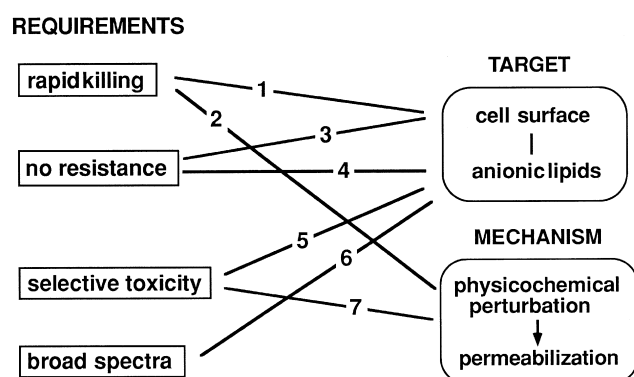 REQUIREMENTS
rapid killing
no resistance
selective toxicity
broad spectra
1
2
3
4
5
6
7
TARGET
cell surface
anionic lipids
MECHANISM
physicochemical
perturbation
permeabilization